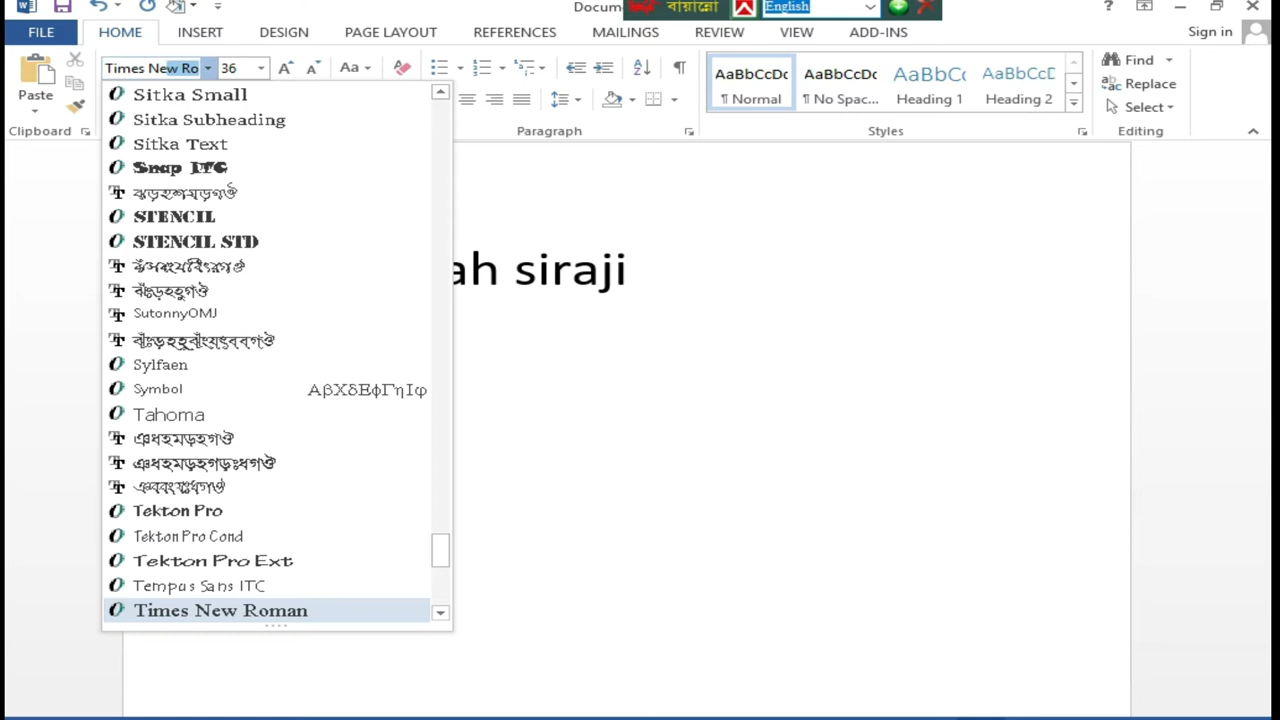 Docum বায়ান্নো English ?
FILE HOME INSERT DESIGN PAGE LAYOUT REFERENCES MAILINGS REVIEW VIEW ADD-INS Sign in
Times New Ro 36 Aa
AaBbCcDc AaBbCcDc AaBbCc AaBbCcD
Find
Replace
Select
Paste
¶ Normal ¶ No Spac... Heading 1 Heading 2
Clipboard Paragraph Styles Editing
Sitka Small
Sitka Subheading
Sitka Text
Snap ITC
STENCIL
STENCIL STD
SutonnyOMJ
Sylfaen
Symbol ΑβΧδΕφΓηΙφ
Tahoma
Tekton Pro
Tekton Pro Cond
Tekton Pro Ext
Tempus Sans ITC
Times New Roman
ah siraji